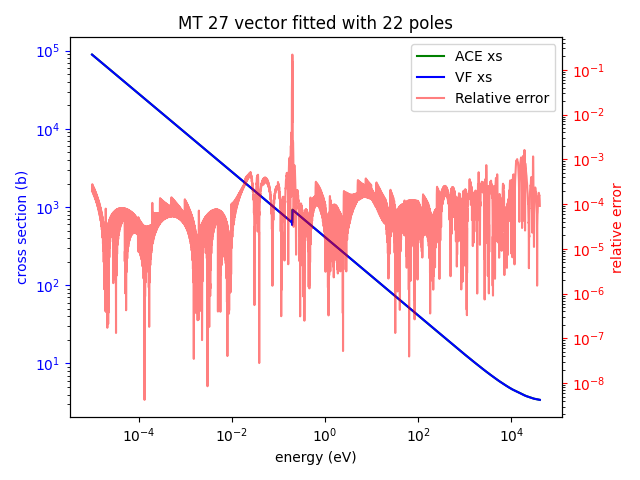 MT 27 vector fitted with 22 poles
ACE xs
VF xs
Relative error
cross section (b)
10^5
10^4
10^3
10^2
10^1
10^-1
10^-2
10^-3
10^-4
10^-5
10^-6
10^-7
10^-8
relative error
10^-4
10^-2
10^0
10^2
10^4
energy (eV)